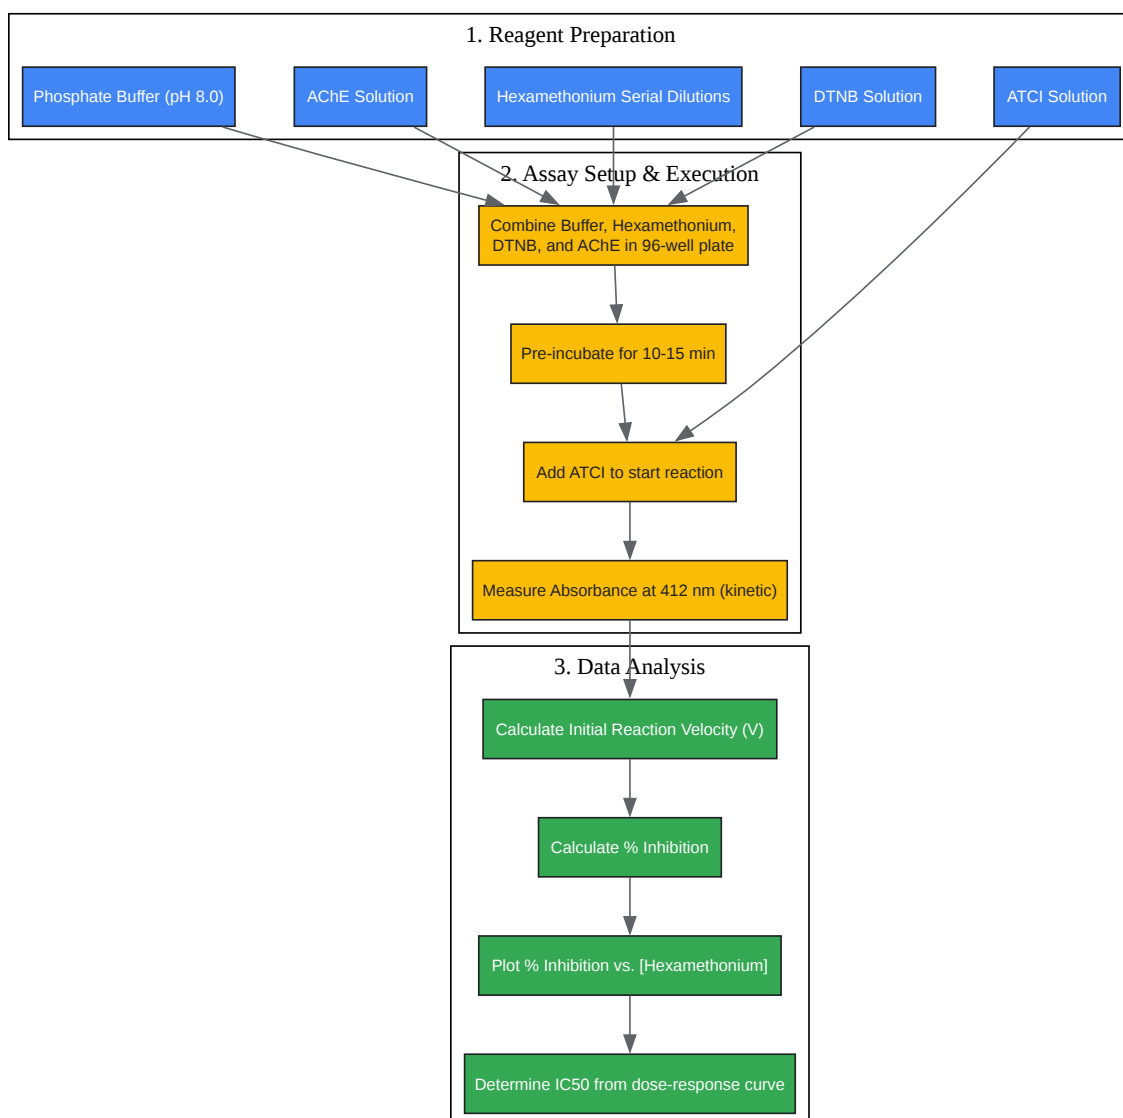 1. Reagent Preparation
Phosphate Buffer (pH 8.0)
AChE Solution
Hexamethonium Serial Dilutions
DTNB Solution
ATCI Solution
2. Assay Setup & Execution
Combine Buffer, Hexamethonium,
DTNB, and AChE in 96-well plate
Pre-incubate for 10-15 min
Add ATCI to start reaction
Measure Absorbance at 412 nm (kinetic)
3. Data Analysis
Calculate Initial Reaction Velocity (V)
Calculate % Inhibition
Plot % Inhibition vs. [Hexamethonium]
Determine IC50 from dose-response curve